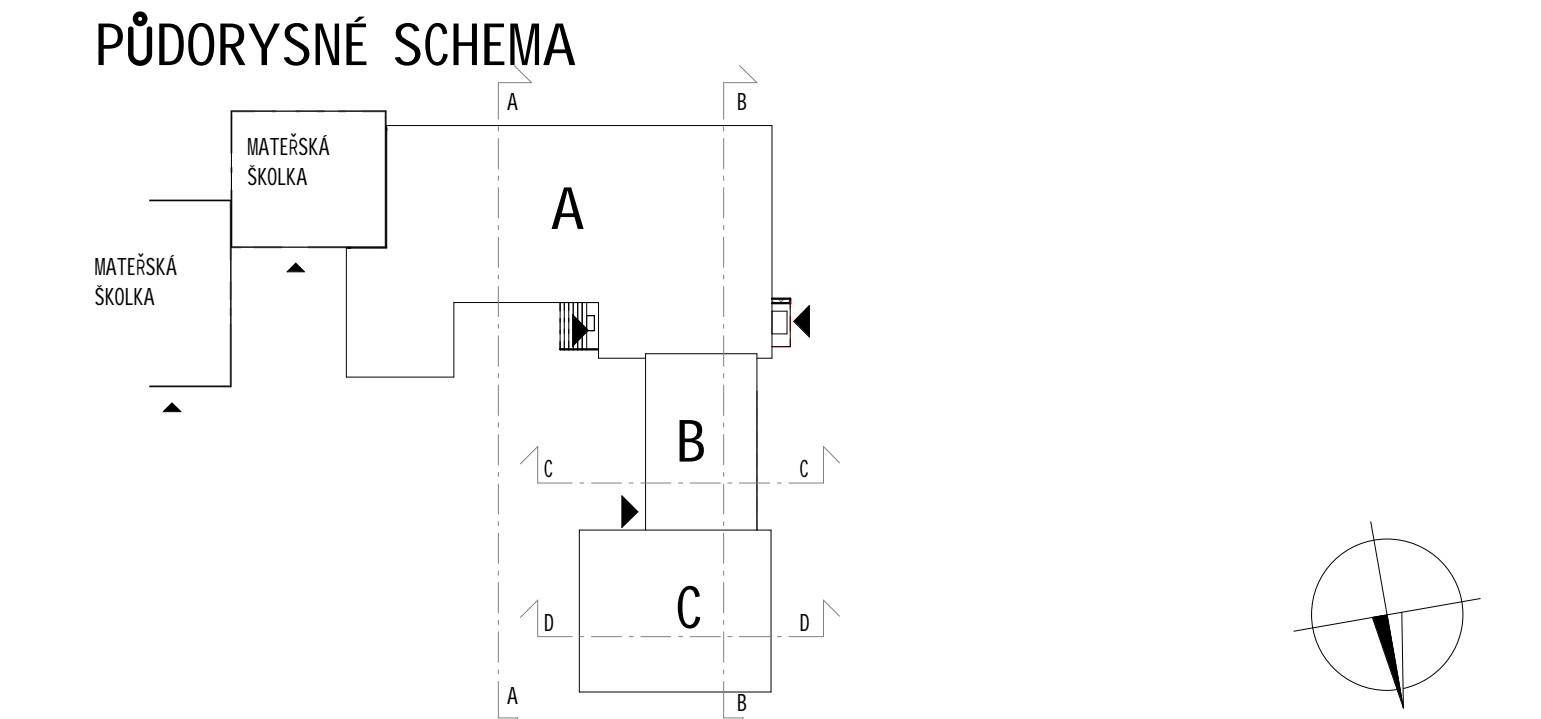 PŮDORYSNÉ SCHEMA
A
B
MATEŘSKÁ
ŠKOLKA
A
MATEŘSKÁ
ŠKOLKA
B
C
C
C
D
D
A
B